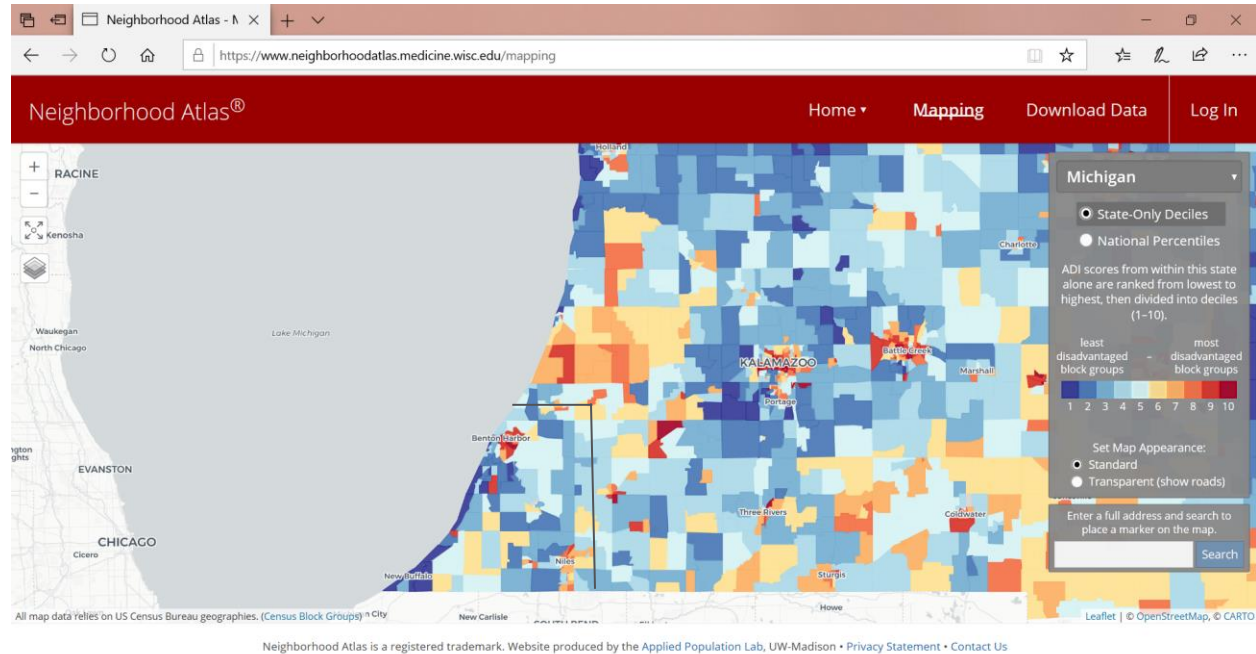 Neighborhood Atlas - M
https://www.neighborhoodatlas.medicine.wisc.edu/mapping
Neighborhood Atlas®
Home
Mapping
Download Data
Log In
Holland
RACINE
Kenosha
Waukegan
North Chicago
Lake Michigan
EVANSTON
CHICAGO
Cicero
Charlotte
KALAMAZOO
Battle Creek
Marshall
Portage
Benton Harbor
Three Rivers
Coldwater
Niles
New Buffalo
Sturgis
Howe
New Carlisle
SOUTH BEND
City
Michigan
State-Only Deciles
National Percentiles
ADI scores from within this state
alone are ranked from lowest to
highest, then divided into deciles
(1–10).
least
disadvantaged
block groups
–
most
disadvantaged
block groups
1 2 3 4 5 6 7 8 9 10
Set Map Appearance:
Standard
Transparent (show roads)
Enter a full address and search to
place a marker on the map.
Search
All map data relies on US Census Bureau geographies. (Census Block Groups)
Leaflet | © OpenStreetMap, © CARTO
Neighborhood Atlas is a registered trademark. Website produced by the Applied Population Lab, UW-Madison • Privacy Statement • Contact Us